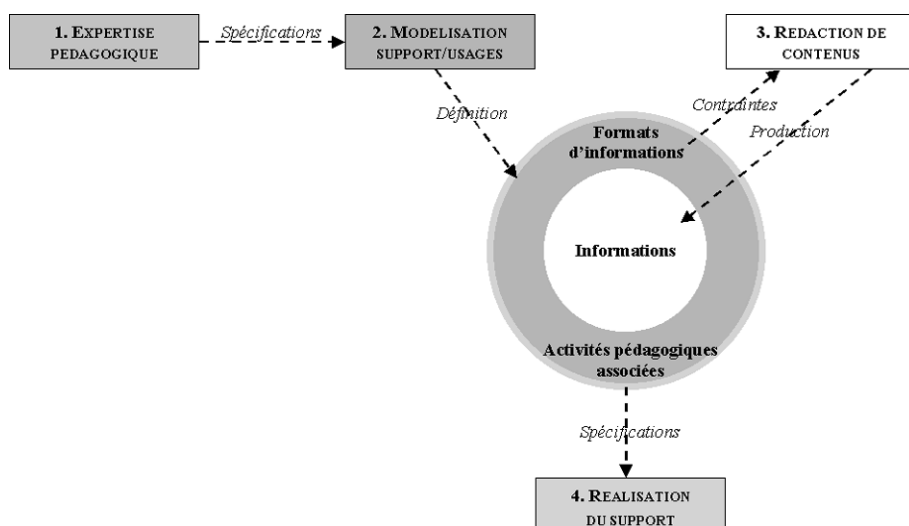 1. EXPERTISE
PEDAGOGIQUE
Spécifications
2. MODELISATION
SUPPORT/USAGES
3. REDACTION DE
CONTENUS
Définition
Contraintes
Production
Formats
d'informations
Informations
Activités pédagogiques
associées
Spécifications
4. REALISATION
DU SUPPORT